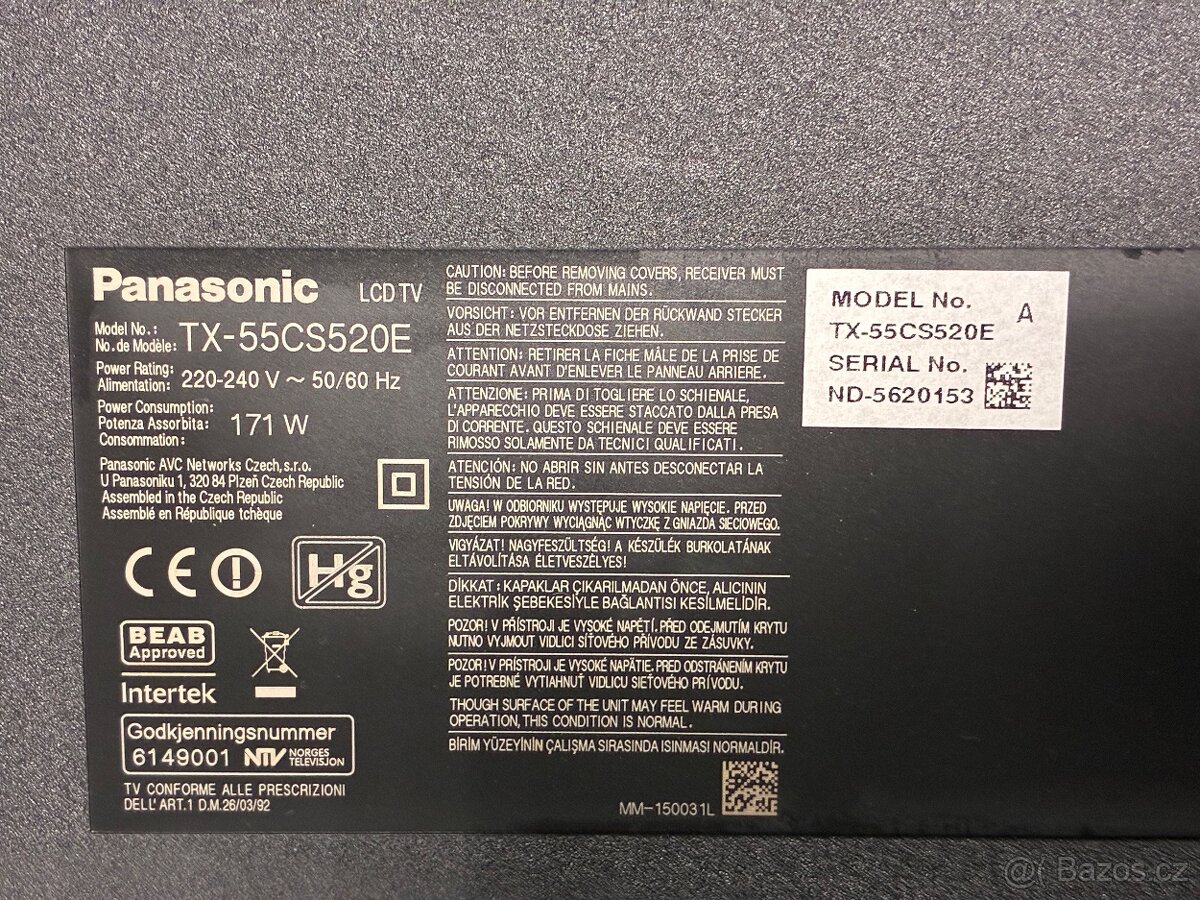 Panasonic LCD TV
Model No.:
No. de Modèle: TX-55CS520E
Power Rating:
Alimentation: 220-240 V ~ 50/60 Hz
Power Consumption:
Potenza Assorbita: 171 W
Consommation:
Panasonic AVC Networks Czech, s.r.o.
U Panasoniku 1, 320 84 Plzeň Czech Republic
Assembled in the Czech Republic
Assemblé en République tchèque
CE
Hg
BEAB
Approved
Intertek
Godkjenningsnummer
6149001 NTV NORGES
TELEVISJON
TV CONFORME ALLE PRESCRIZIONI
DELL' ART.1 D.M.26/03/92
CAUTION: BEFORE REMOVING COVERS, RECEIVER MUST
BE DISCONNECTED FROM MAINS.
VORSICHT: VOR ENTFERNEN DER RÜCKWAND STECKER
AUS DER NETZSTECKDOSE ZIEHEN.
ATTENTION: RETIRER LA FICHE MÂLE DE LA PRISE DE
COURANT AVANT D'ENLEVER LE PANNEAU ARRIERE.
ATTENZIONE: PRIMA DI TOGLIERE LO SCHIENALE,
L'APPARECCHIO DEVE ESSERE STACCATO DALLA PRESA
DI CORRENTE. QUESTO SCHIENALE DEVE ESSERE
RIMOSSO SOLAMENTE DA TECNICI QUALIFICATI.
ATENCIÓN: NO ABRIR SIN ANTES DESCONECTAR LA
TENSIÓN DE LA RED.
UWAGA! W ODBIORNIKU WYSTĘPUJE WYSOKIE NAPIĘCIE. PRZED
ZDJĘCIEM POKRYWY WYCIĄGNĄĆ WTYCZKĘ Z GNIAZDA SIECIOWEGO.
VIGYÁZAT! NAGYFESZÜLTSÉG! A KÉSZÜLÉK BURKOLATÁNAK
ELTÁVOLÍTÁSA ÉLETVESZÉLYES!
DİKKAT: KAPAKLAR ÇIKARILMADAN ÖNCE, ALICININ
ELEKTRİK ŞEBEKESİYLE BAĞLANTISI KESİLMELİDİR.
POZOR! V PŘÍSTROJI JE VYSOKÉ NAPĚTÍ. PŘED ODEJMUTÍM KRYTU
NUTNO VYJMOUT VIDLICI SÍŤOVÉHO PŘÍVODU ZE ZÁSUVKY.
POZOR! V PRÍSTROJI JE VYSOKÉ NAPÄTIE. PRED ODSTRÁNENÍM KRYTU
JE POTREBNÉ VYTIAHNUŤ VIDLICU SIEŤOVÉHO PRÍVODU.
THOUGH SURFACE OF THE UNIT MAY FEEL WARM DURING
OPERATION, THIS CONDITION IS NORMAL.
BİRİM YÜZEYİNİN ÇALIŞMA SIRASINDA ISINMASI NORMALDİR.
MM-150031L
MODEL No. A
TX-55CS520E
SERIAL No.
ND-5620153
@ Bazos.cz